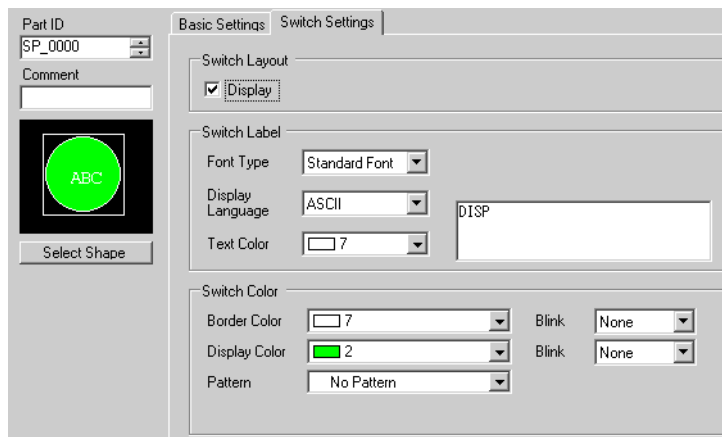 Part ID
SP_0000
Comment
ABC
Select Shape
Basic Settings
Switch Settings
Switch Layout
Display
Switch Label
Font Type
Standard Font
Display Language
ASCII
Text Color
7
DISP
Switch Color
Border Color
7
Blink
None
Display Color
2
Blink
None
Pattern
No Pattern